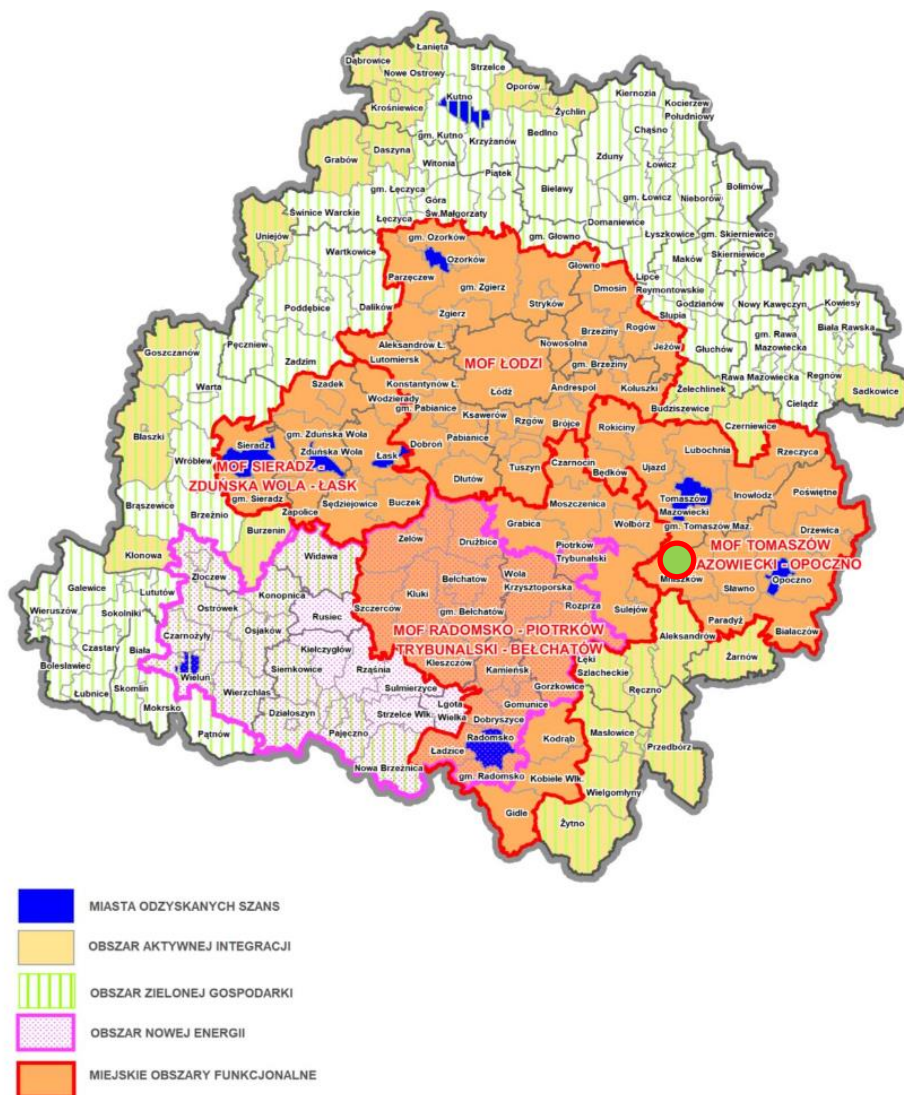 Łanięta
Dąbrowice
Nowe Ostrowy
Strzelce
Kutno
Oporów
Krośniewice
Żychlin
Kiernozia
Kocierzew
Południowy
gm. Kutno
Bedlno
Chąsno
Krzyżanów
Daszyna
Zduny
Łowicz
Grabów
Witonia
Piątek
Bolimów
gm. Łęczyca
Bielawy
gm. Łowicz
Nieborów
Góra
Św.Małgorzaty
Świnice Warckie
Łęczyca
Domaniewice
Uniejów
gm. Ozorków
gm. Głowno
Łyszkowice
gm. Skierniewice
Wartkowice
Ozorków
Maków
Skierniewice
Parzęczew
Głowno
Lipce
Reymontowskie
gm. Zgierz
Dmosin
Poddębice
Dalików
Stryków
Godzianów
Nowy Kawęczyn
Kowiesy
Zgierz
Słupia
Rogów
gm. Rawa
Mazowiecka
Biała Rawska
Brzeziny
Aleksandrów Ł.
Nowosolna
Jeżów
Głuchów
Goszczanów
Pęczniew
Lutomiersk
MOF ŁODZI
gm. Brzeziny
Rawa Mazowiecka
Regnów
Zadzim
Szadek
Konstantynów Ł.
Łódź
Andrespol
Koluszki
Żelechlinek
Sadkowice
Warta
Wodzierady
gm. Pabianice
Cielądz
Ksawerów
Rzgów
Brójce
Budziszewice
Błaszki
gm. Zduńska Wola
Pabianice
Rokiciny
Czerniewice
Sieradz
Zduńska Wola
Łask
Dobroń
Lubochnia
Rzeczyca
Wróblew
MOF SIERADZ -
ZDUŃSKA WOLA - ŁASK
Tuszyn
Czarnocin
Będków
Ujazd
Dłutów
Tomaszów
Mazowiecki
Inowłódz
Poświętne
gm. Sieradz
Sędziejowice
Buczek
Moszczenica
Brąszewice
Brzeźnio
Zapolice
Grabica
Wolbórz
gm. Tomaszów Maz.
Drzewica
Burzenin
Zelów
Drużbice
Piotrków
Trybunalski
MOF TOMASZÓW
AZOWIECKI - OPOCZNO
Klonowa
Widawa
Wola
Krzysztoporska
Mniszków
Opoczno
Galewice
Złoczew
Bełchatów
Sławno
Lututów
Konopnica
Szczerców
Kluki
Rozprza
Sulejów
Wieruszów
Sokolniki
Ostrówek
Rusiec
gm. Bełchatów
Paradyż
Białaczów
Osjaków
MOF RADOMSKO - PIOTRKÓW
TRYBUNALSKI - BEŁCHATÓW
Aleksandrów
Czarnożyły
Czastary
Biała
Kiełczygłów
Żarnów
Bolesławiec
Wieluń
Siemkowice
Rząśnia
Kleszczów
Kamieńsk
Łęki
Szlacheckie
Łubnice
Skomlin
Wierzchlas
Sulmierzyce
Gorzkowice
Ręczno
Mokrsko
Działoszyn
Pajęczno
Strzelce Wlk.
Lgota
Wielka
Gomunice
Dobryszyce
Masłowice
Pątnów
Radomsko
Kodrąb
Przedbórz
Ładzice
Nowa Brzeźnica
gm. Radomsko
Kobiele Wlk.
Wielgomłyny
Gidle
Żytno
MIASTA ODZYSKANYCH SZANS
OBSZAR AKTYWNEJ INTEGRACJI
OBSZAR ZIELONEJ GOSPODARKI
OBSZAR NOWEJ ENERGII
MIEJSKIE OBSZARY FUNKCJONALNE